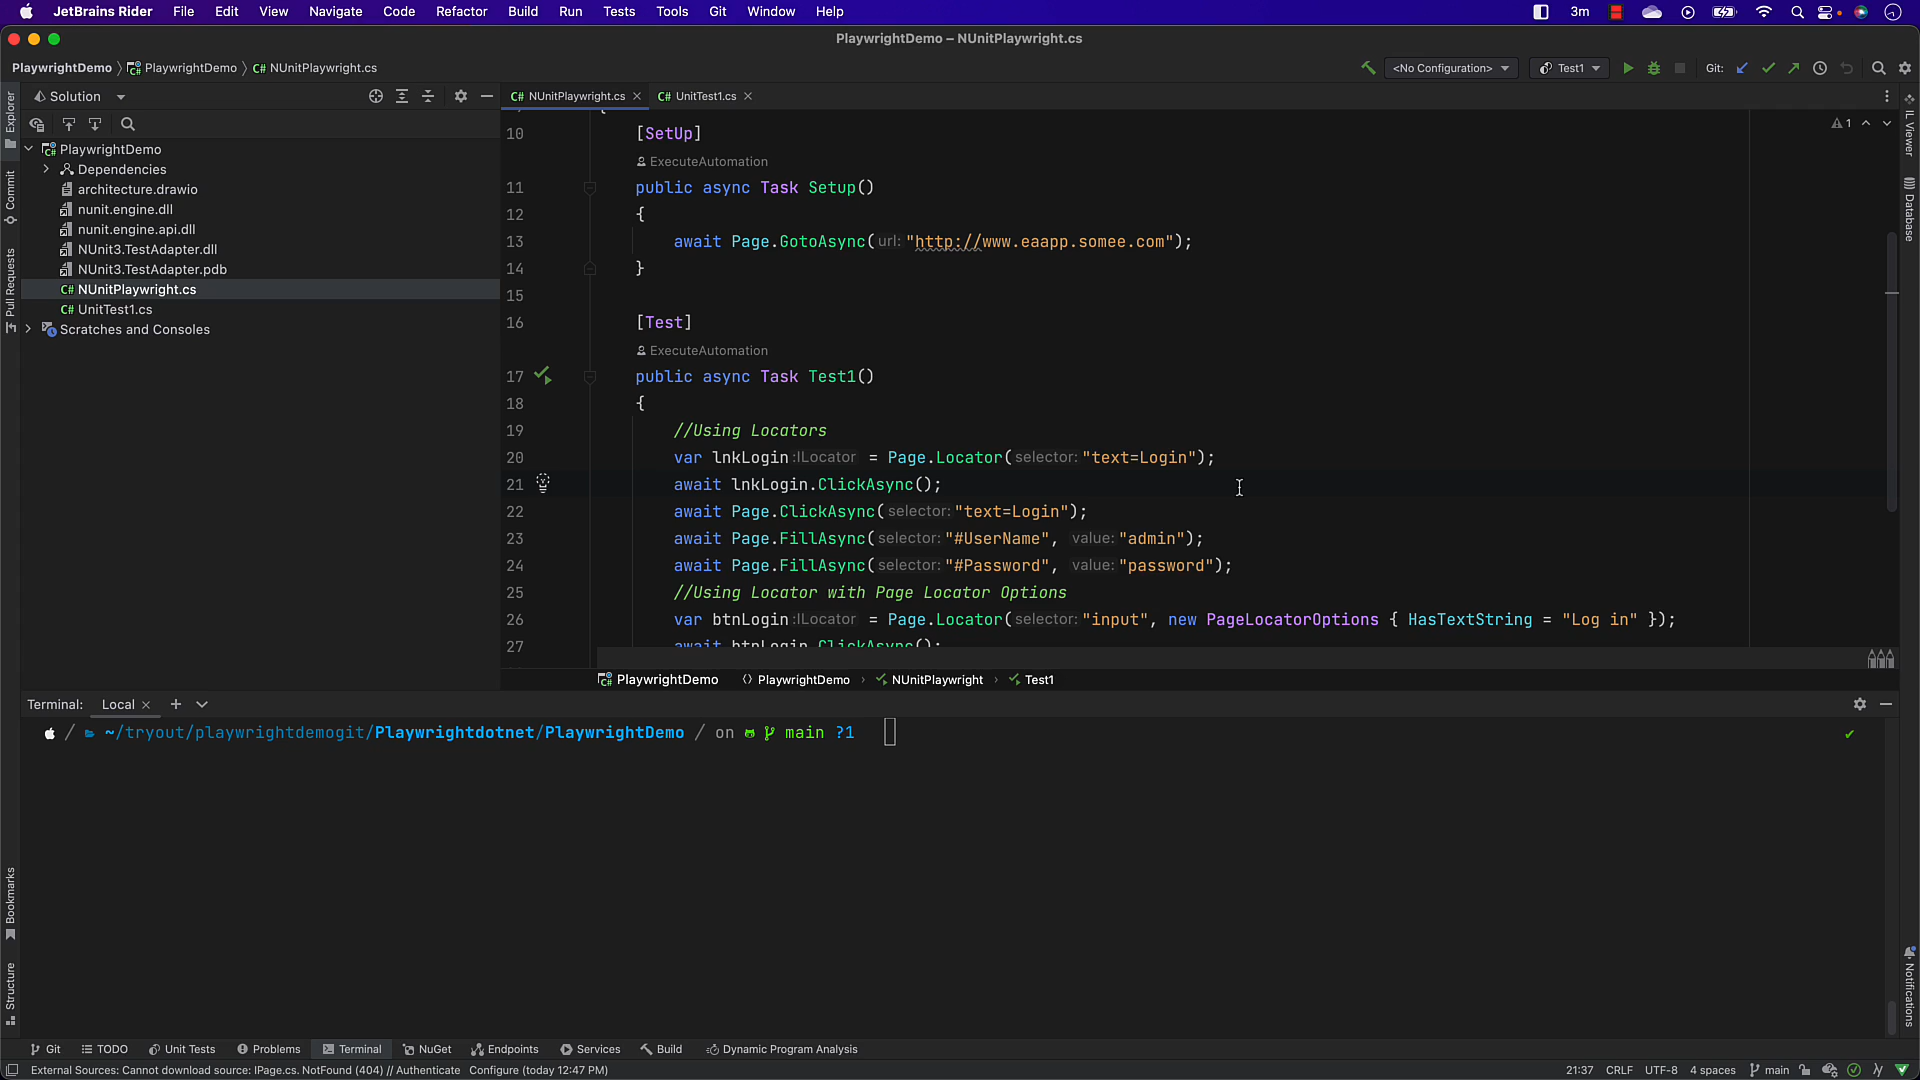 JetBrains Rider File Edit View Navigate Code Refactor Build Run Tests Tools Git Window Help 3m
PlaywrightDemo – NUnitPlaywright.cs
PlaywrightDemo PlaywrightDemo C# NUnitPlaywright.cs <No Configuration> Test1 Git:
Solution
C# NUnitPlaywright.cs C# UnitTest1.cs
PlaywrightDemo
Dependencies
architecture.drawio
nunit.engine.dll
nunit.engine.api.dll
NUnit3.TestAdapter.dll
NUnit3.TestAdapter.pdb
C# NUnitPlaywright.cs
C# UnitTest1.cs
Scratches and Consoles
Explorer
Commit
Pull Requests
Bookmarks
Structure
1
10 [SetUp]
ExecuteAutomation
11 public async Task Setup()
12 {
13 await Page.GotoAsync( url: "http://www.eaapp.somee.com");
14 }
15
16 [Test]
ExecuteAutomation
17 public async Task Test1()
18 {
19 //Using Locators
20 var lnkLogin :ILocator = Page.Locator( selector: "text=Login");
21 await lnkLogin.ClickAsync();
22 await Page.ClickAsync( selector: "text=Login");
23 await Page.FillAsync( selector: "#UserName", value: "admin");
24 await Page.FillAsync( selector: "#Password", value: "password");
25 //Using Locator with Page Locator Options
26 var btnLogin :ILocator = Page.Locator( selector: "input", new PageLocatorOptions { HasTextString = "Log in" });
27 await btnLogin.ClickAsync();
PlaywrightDemo PlaywrightDemo NUnitPlaywright Test1
IL Viewer
Database
Notifications
Terminal: Local
/ ~/tryout/playwrightdemogit/Playwrightdotnet/PlaywrightDemo / on main ?1
Git TODO Unit Tests Problems Terminal NuGet Endpoints Services Build Dynamic Program Analysis
External Sources: Cannot download source: IPage.cs. NotFound (404) // Authenticate Configure (today 12:47 PM) 21:37 CRLF UTF-8 4 spaces main